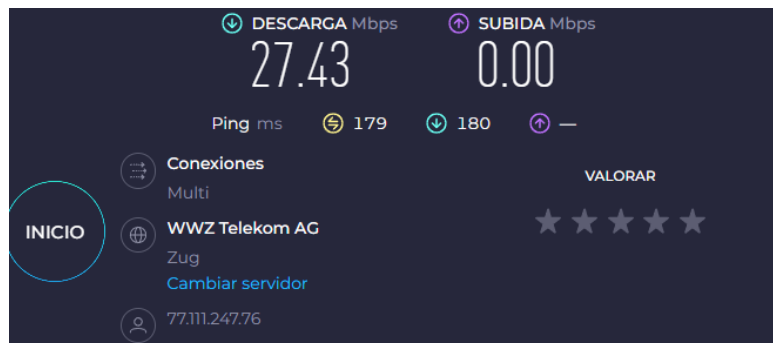 DESCARGA Mbps
SUBIDA Mbps
27.43
0.00
Ping ms 179 180 —
Conexiones
Multi
VALORAR
INICIO
WWZ Telekom AG
Zug
Cambiar servidor
77.111.247.76